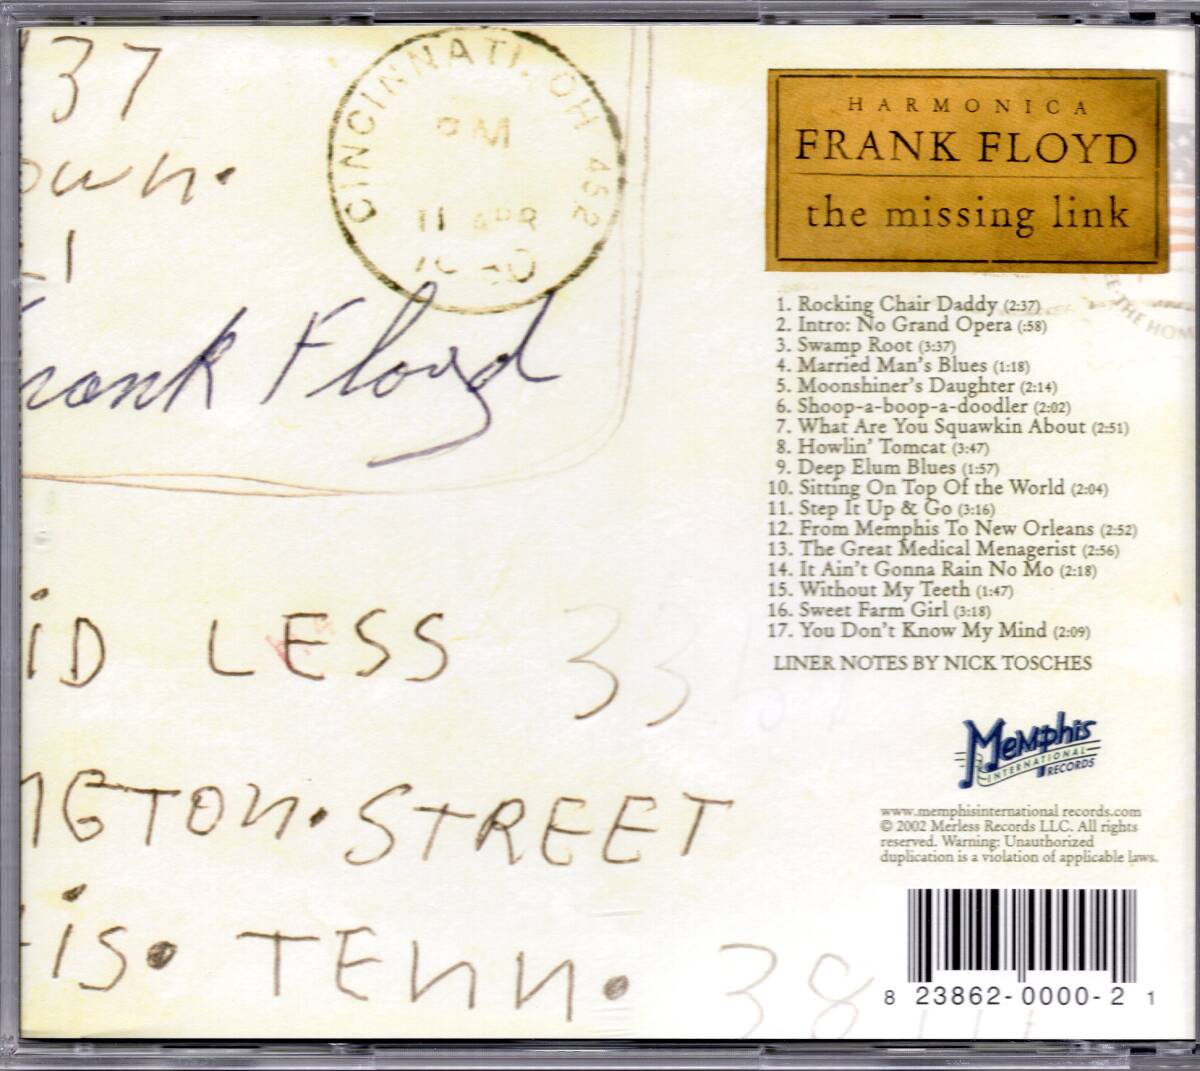 37
own.
CINCINNATI, OH 452
PM
11 APR
Frank Floyd
ID LESS
33
NGTON. STREET
is. TENN.
38
HARMONICA
FRANK FLOYD
the missing link
1. Rocking Chair Daddy (2:37)
2. Intro: No Grand Opera (:58)
3. Swamp Root (3:37)
4. Married Man's Blues (1:18)
5. Moonshiner's Daughter (2:14)
6. Shoop-a-boop-a-doodler (2:02)
7. What Are You Squawkin About (2:51)
8. Howlin' Tomcat (3:47)
9. Deep Elum Blues (1:57)
10. Sitting On Top Of the World (2:04)
11. Step It Up & Go (3:16)
12. From Memphis To New Orleans (2:52)
13. The Great Medical Menagerist (2:56)
14. It Ain't Gonna Rain No Mo (2:18)
15. Without My Teeth (1:47)
16. Sweet Farm Girl (3:18)
17. You Don't Know My Mind (2:09)
LINER NOTES BY NICK TOSCHES
Memphis
INTERNATIONAL
RECORDS
www.memphisinternational records.com
© 2002 Merless Records LLC. All rights
reserved. Warning: Unauthorized
duplication is a violation of applicable laws.
8 23862-0000-2 1